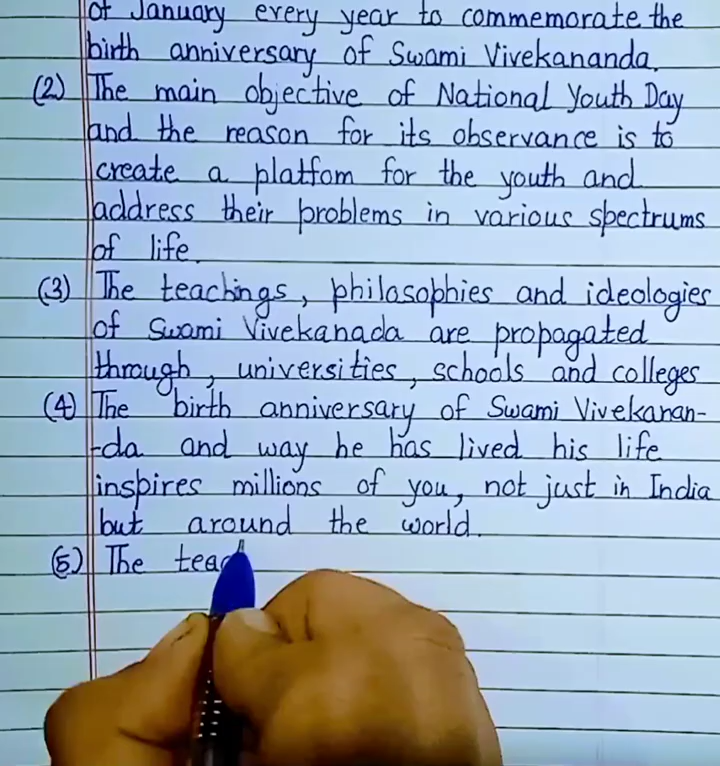 of January every year to commemorate the
birth anniversary of Swami Vivekananda.
(2) The main objective of National Youth Day
and the reason for its observance is to
create a platfom for the youth and
address their problems in various spectrums
of life.
(3) The teachings, philasophies and ideologies
of Swami Vivekanada are propagated
through, universities, schools and colleges
(4) The birth anniversary of Swami Vivekanan-
-da and way he has lived his life
inspires millions of you, not just in India
but around the world.
(5) The teac